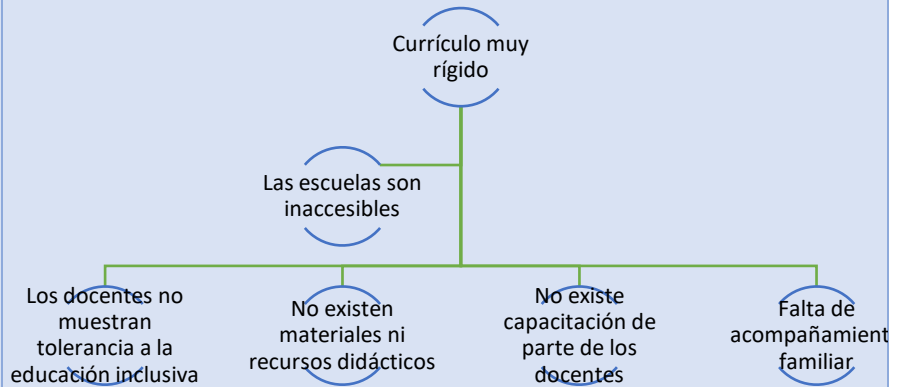 Currículo muy
rígido
Las escuelas son
inaccesibles
Los docentes no
muestran
tolerancia a la
educación inclusiva
No existen
materiales ni
recursos didácticos
No existe
capacitación de
parte de los
docentes
Falta de
acompañamient
familiar